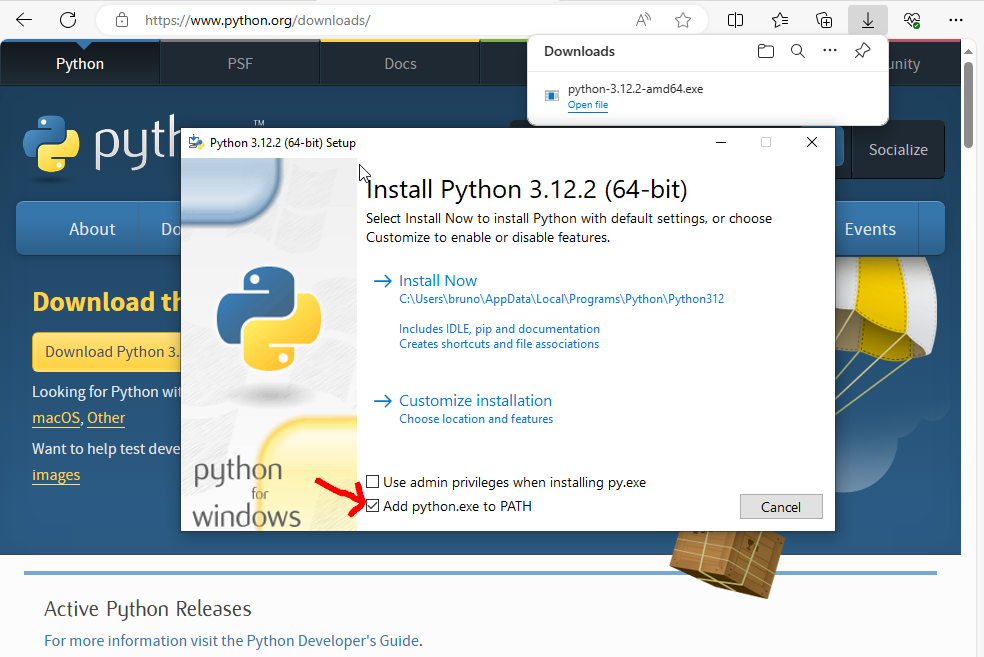 https://www.python.org/downloads/
Python
PSF
Docs
unity
Downloads
python-3.12.2-amd64.exe
Open file
pyth
TM
Socialize
About
Do
Events
Download th
Download Python 3.
Looking for Python wit
macOS, Other
Want to help test deve
images
Python 3.12.2 (64-bit) Setup
Install Python 3.12.2 (64-bit)
Select Install Now to install Python with default settings, or choose
Customize to enable or disable features.
Install Now
C:\Users\bruno\AppData\Local\Programs\Python\Python312
Includes IDLE, pip and documentation
Creates shortcuts and file associations
Customize installation
Choose location and features
python
for
windows
Use admin privileges when installing py.exe
Add python.exe to PATH
Cancel
Active Python Releases
For more information visit the Python Developer's Guide.